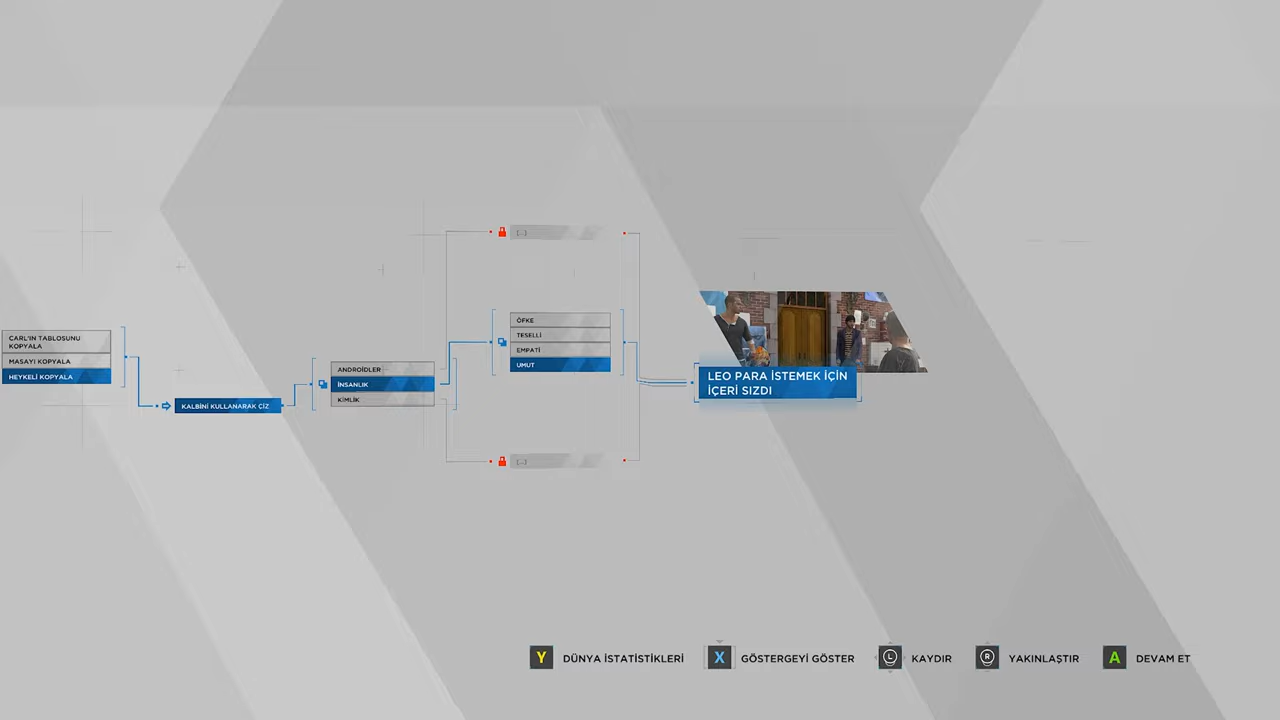 CARL'IN TABLOSUNU
KOPYALA
MASAYI KOPYALA
HEYKELİ KOPYALA
KALBİNİ KULLANARAK ÇİZ
ANDROİDLER
İNSANLIK
KİMLİK
[...]
ÖFKE
TESELLİ
EMPATİ
UMUT
[...]
LEO PARA İSTEMEK İÇİN
İÇERİ SIZDI
Y DÜNYA İSTATİSTİKLERİ
X GÖSTERGEYİ GÖSTER
L KAYDIR
R YAKINLAŞTIR
A DEVAM ET